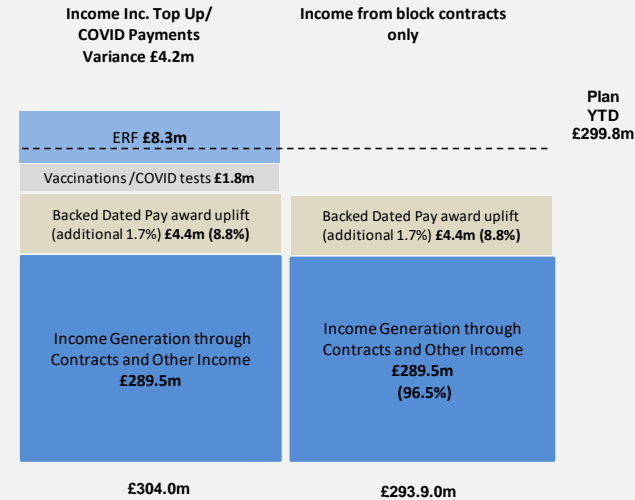 Income Inc. Top Up/
COVID Payments
Variance £4.2m
Income from block contracts
only
Plan
YTD
£299.8m
ERF £8.3m
Vaccinations /COVID tests £1.8m
Backed Dated Pay award uplift
(additional 1.7%) £4.4m (8.8%)
Backed Dated Pay award uplift
(additional 1.7%) £4.4m (8.8%)
Income Generation through
Contracts and Other Income
£289.5m
Income Generation through
Contracts and Other Income
£289.5m
(96.5%)
£304.0m
£293.9.0m